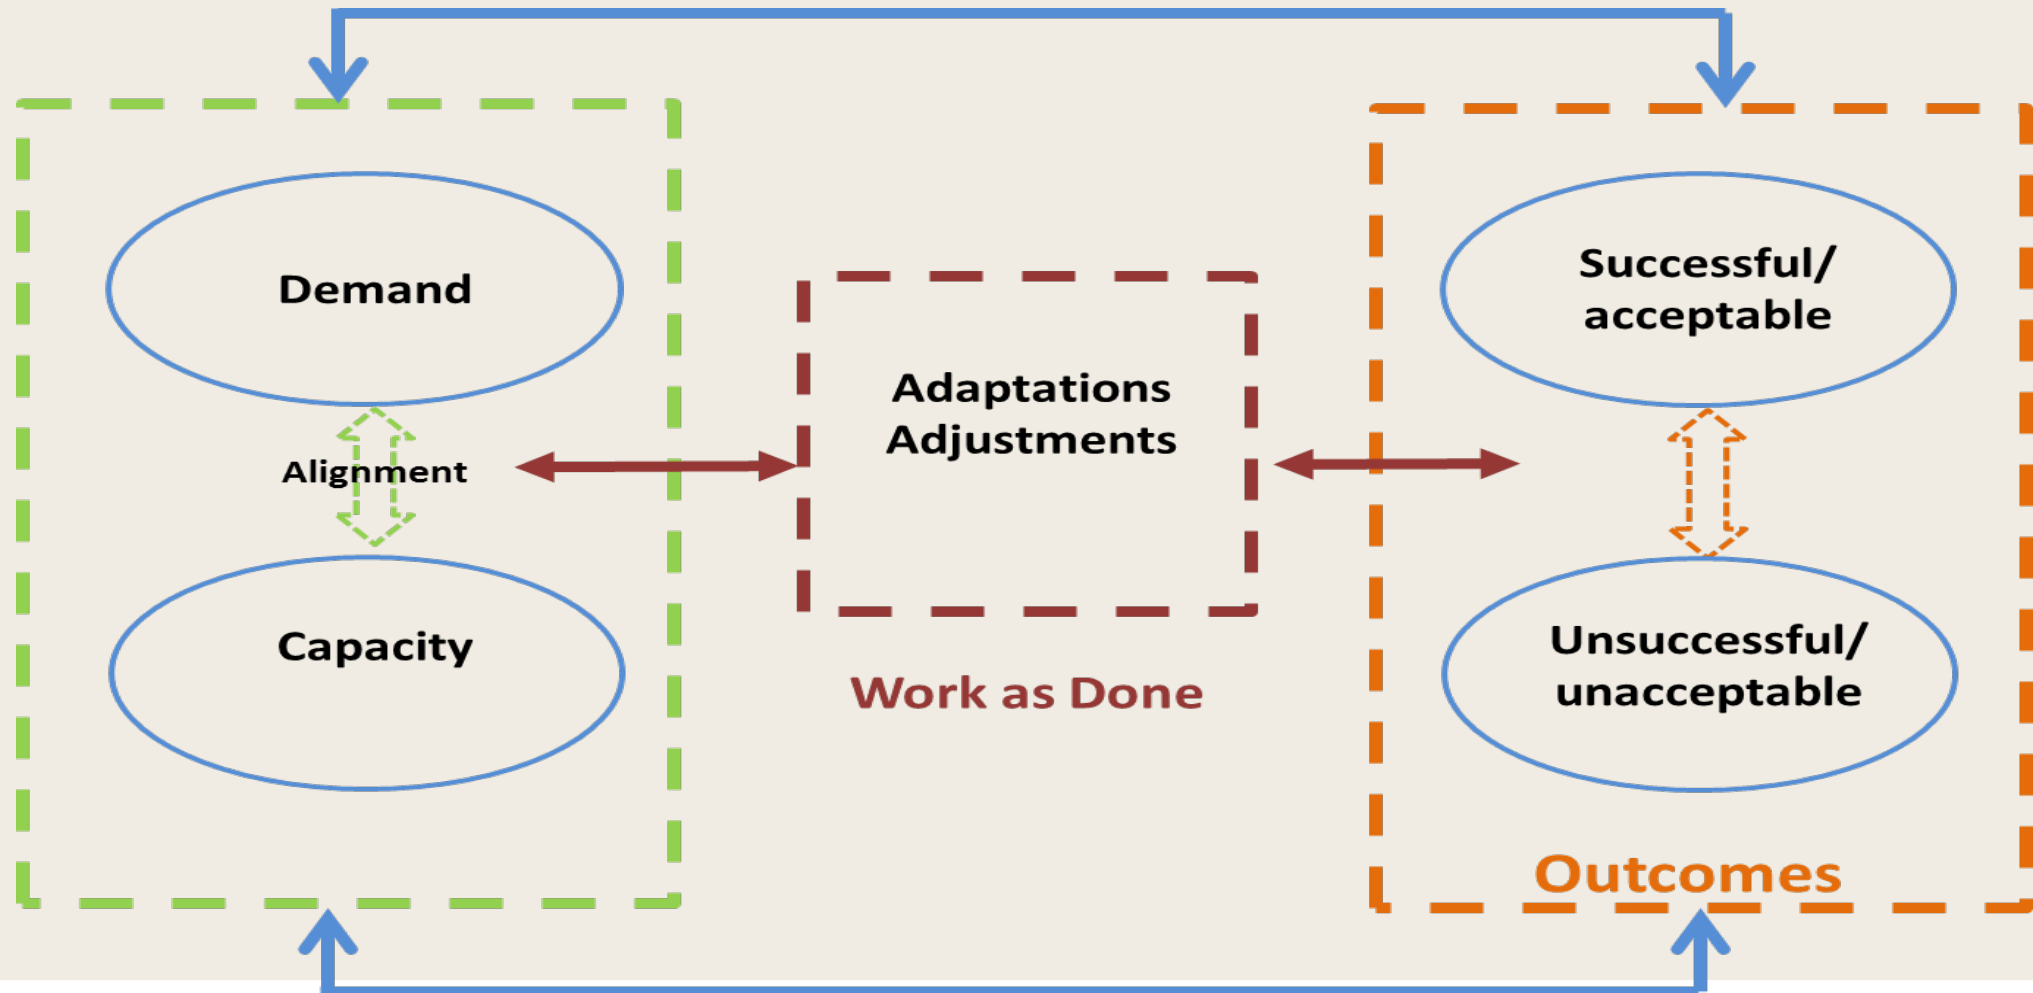 Demand
Alignment
Capacity
Adaptations
Adjustments
Work as Done
Successful/
acceptable
Unsuccessful/
unacceptable
Outcomes